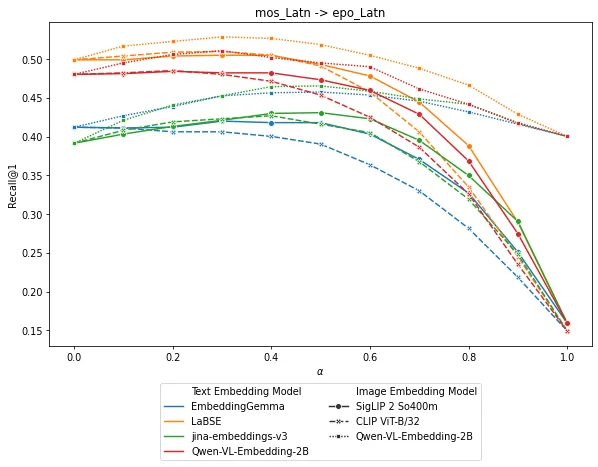 mos_Latn -> epo_Latn
Recall@1
0.50
0.45
0.40
0.35
0.30
0.25
0.20
0.15
0.0 0.2 0.4 0.6 0.8 1.0
α
Text Embedding Model
EmbeddingGemma
LaBSE
jina-embeddings-v3
Qwen-VL-Embedding-2B
Image Embedding Model
SigLIP 2 So400m
CLIP ViT-B/32
Qwen-VL-Embedding-2B